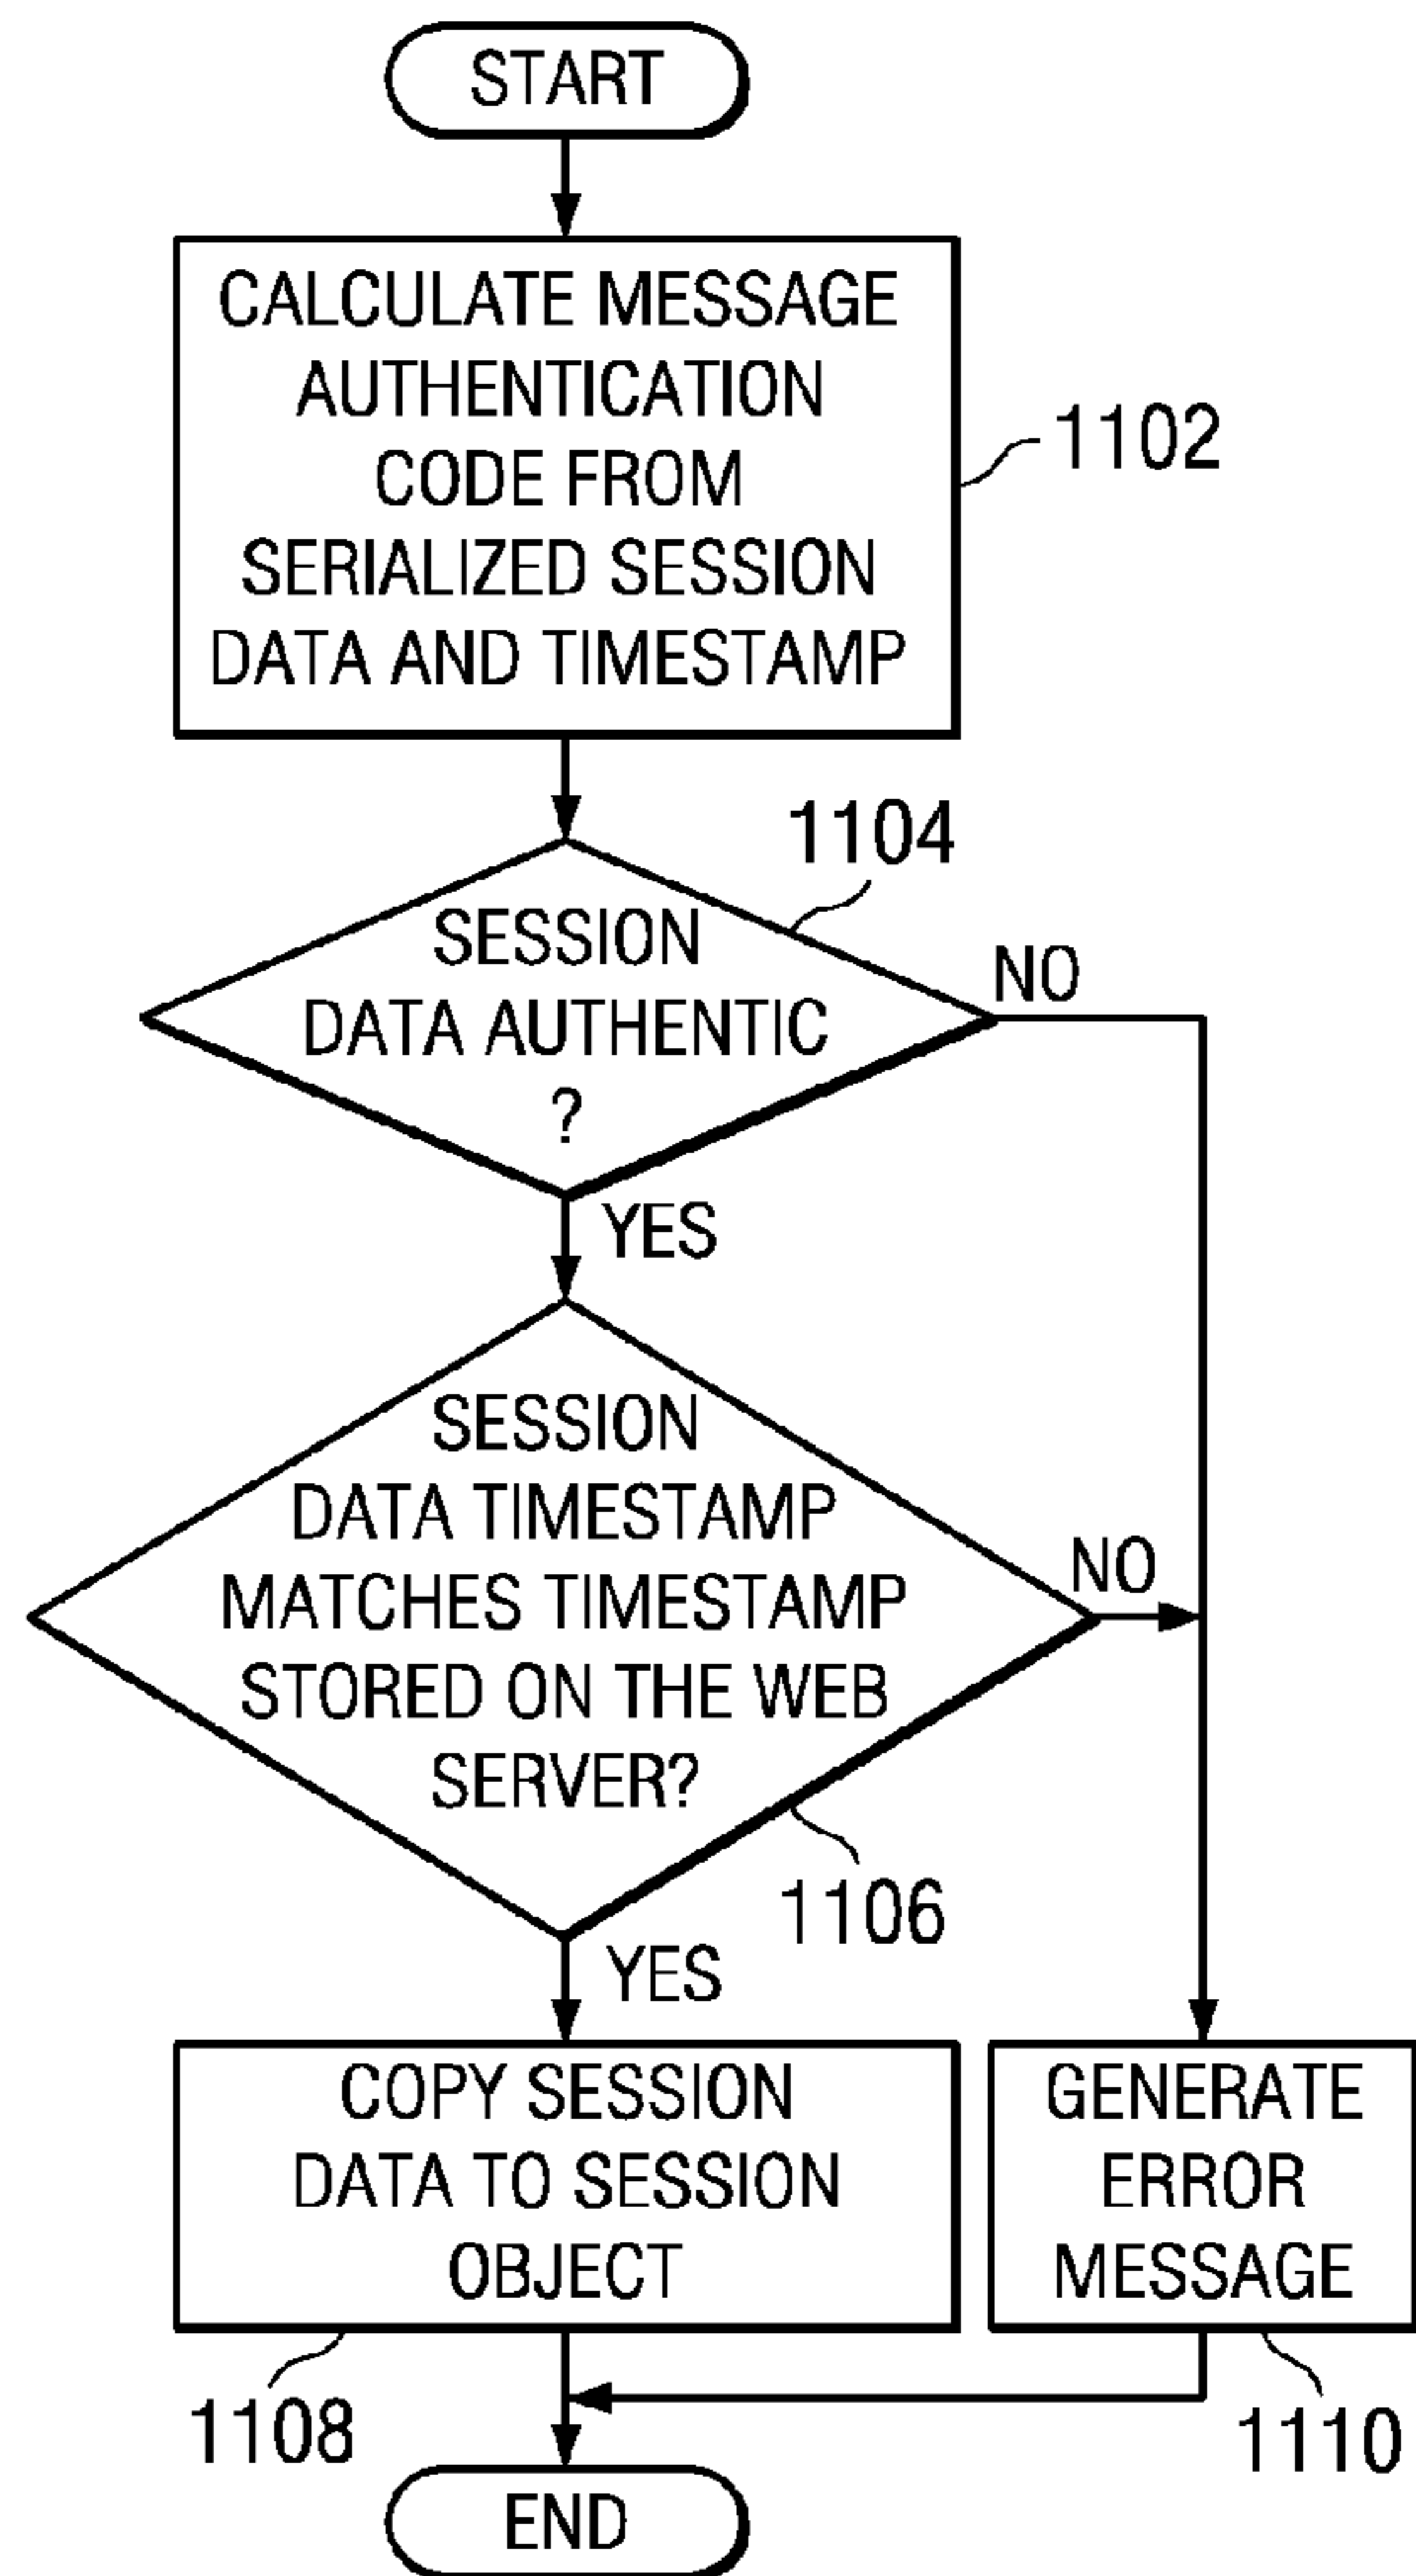 START
CALCULATE MESSAGE
AUTHENTICATION
CODE FROM
SERIALIZED SESSION
DATA AND TIMESTAMP
1102
1104
SESSION
DATA AUTHENTIC
?
NO
YES
SESSION
DATA TIMESTAMP
MATCHES TIMESTAMP
STORED ON THE WEB
SERVER?
NO
1106
YES
COPY SESSION
DATA TO SESSION
OBJECT
GENERATE
ERROR
MESSAGE
1108
1110
END